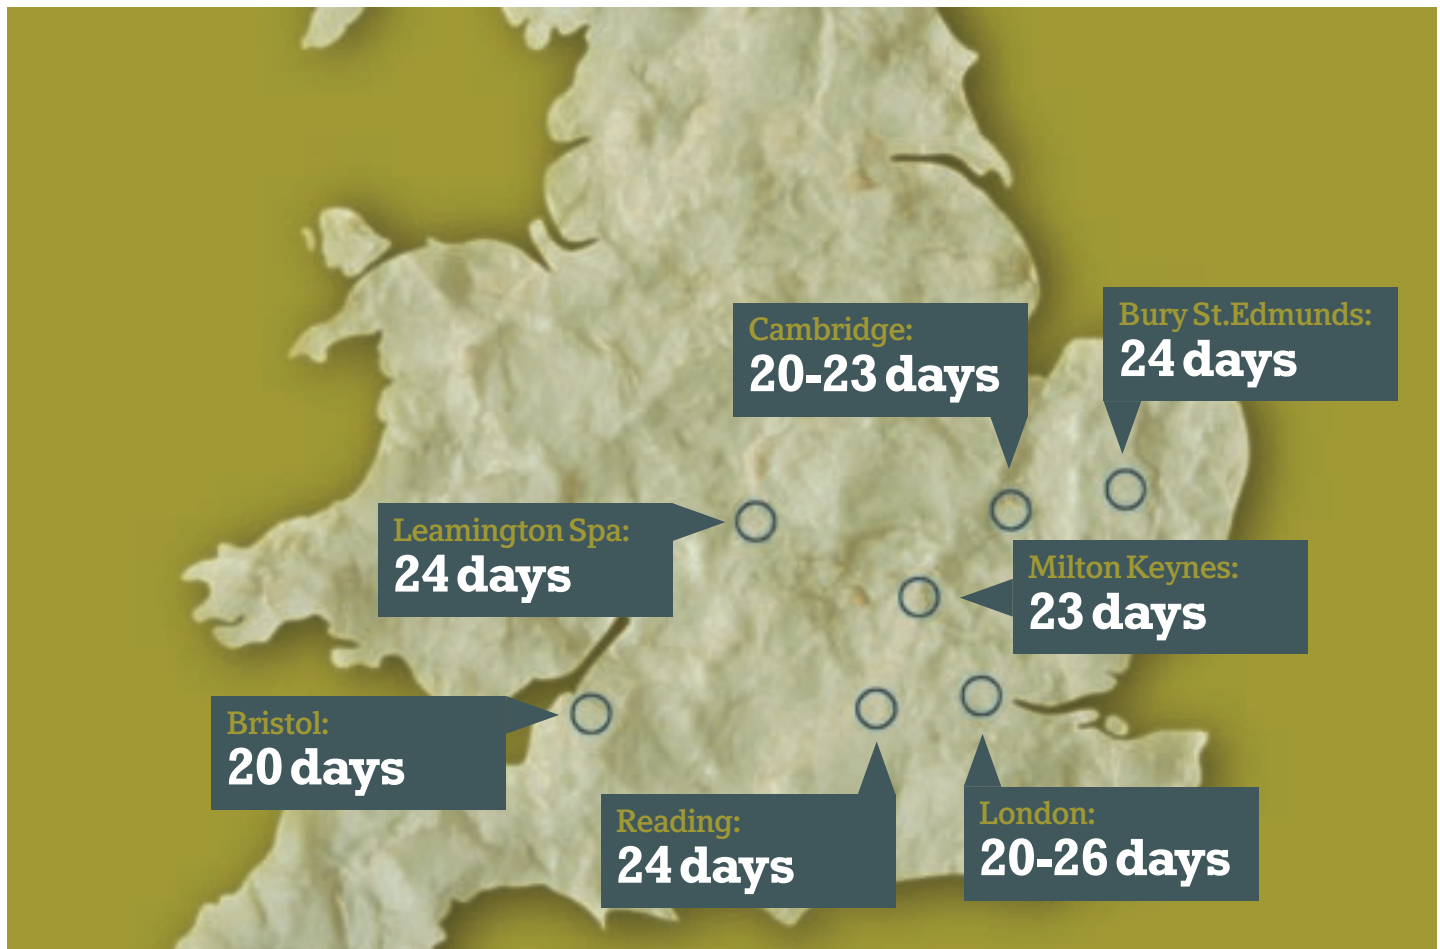 Bury St.Edmunds:
24 days
Cambridge:
20-23 days
Leamington Spa:
24 days
Milton Keynes:
23 days
Bristol:
20 days
Reading:
24 days
London:
20-26 days